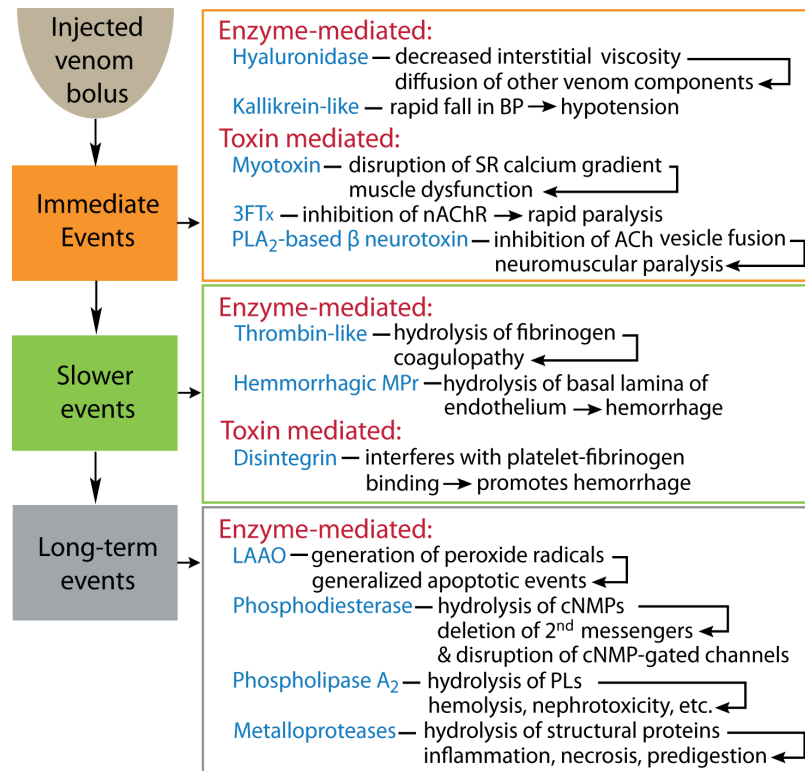 Injected
venom
bolus
Immediate
Events
Enzyme-mediated:
Hyaluronidase — decreased interstitial viscosity
diffusion of other venom components
Kallikrein-like — rapid fall in BP → hypotension
Toxin mediated:
Myotoxin — disruption of SR calcium gradient
muscle dysfunction
3FTx — inhibition of nAChR → rapid paralysis
PLA₂-based β neurotoxin — inhibition of ACh vesicle fusion
neuromuscular paralysis
Slower
events
Enzyme-mediated:
Thrombin-like — hydrolysis of fibrinogen
coagulopathy
Hemmorrhagic MPr — hydrolysis of basal lamina of
endothelium → hemorrhage
Toxin mediated:
Disintegrin — interferes with platelet-fibrinogen
binding → promotes hemorrhage
Long-term
events
Enzyme-mediated:
LAAO — generation of peroxide radicals
generalized apoptotic events
Phosphodiesterase — hydrolysis of cNMPs
deletion of 2nd messengers
& disruption of cNMP-gated channels
Phospholipase A₂ — hydrolysis of PLs
hemolysis, nephrotoxicity, etc.
Metalloproteases — hydrolysis of structural proteins
inflammation, necrosis, predigestion